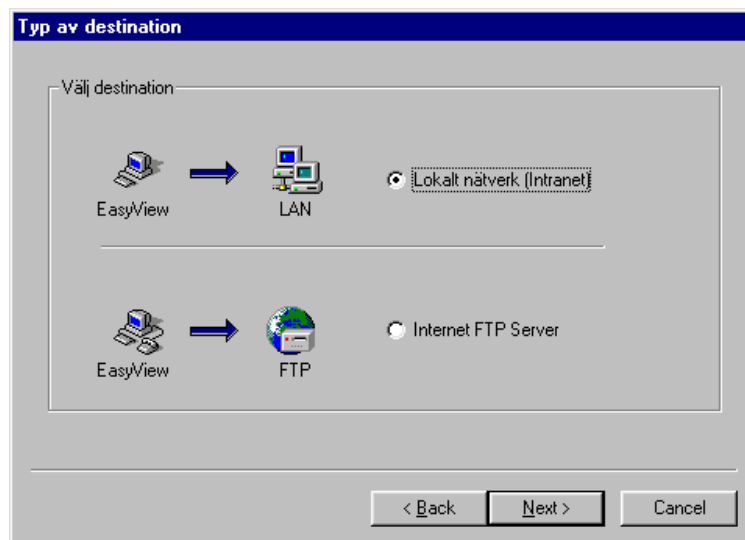 Typ av destination
Välj destination
EasyView
LAN
Lokalt nätverk (Intranet)
EasyView
FTP
Internet FTP Server
< Back
Next >
Cancel